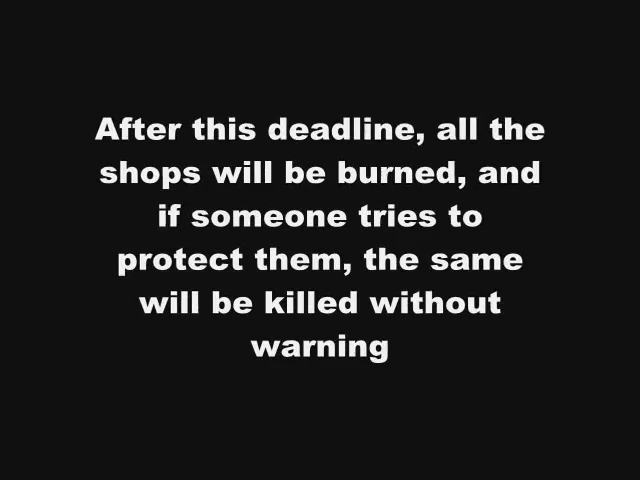 After this deadline, all the
shops will be burned, and
if someone tries to
protect them, the same
will be killed without
warning